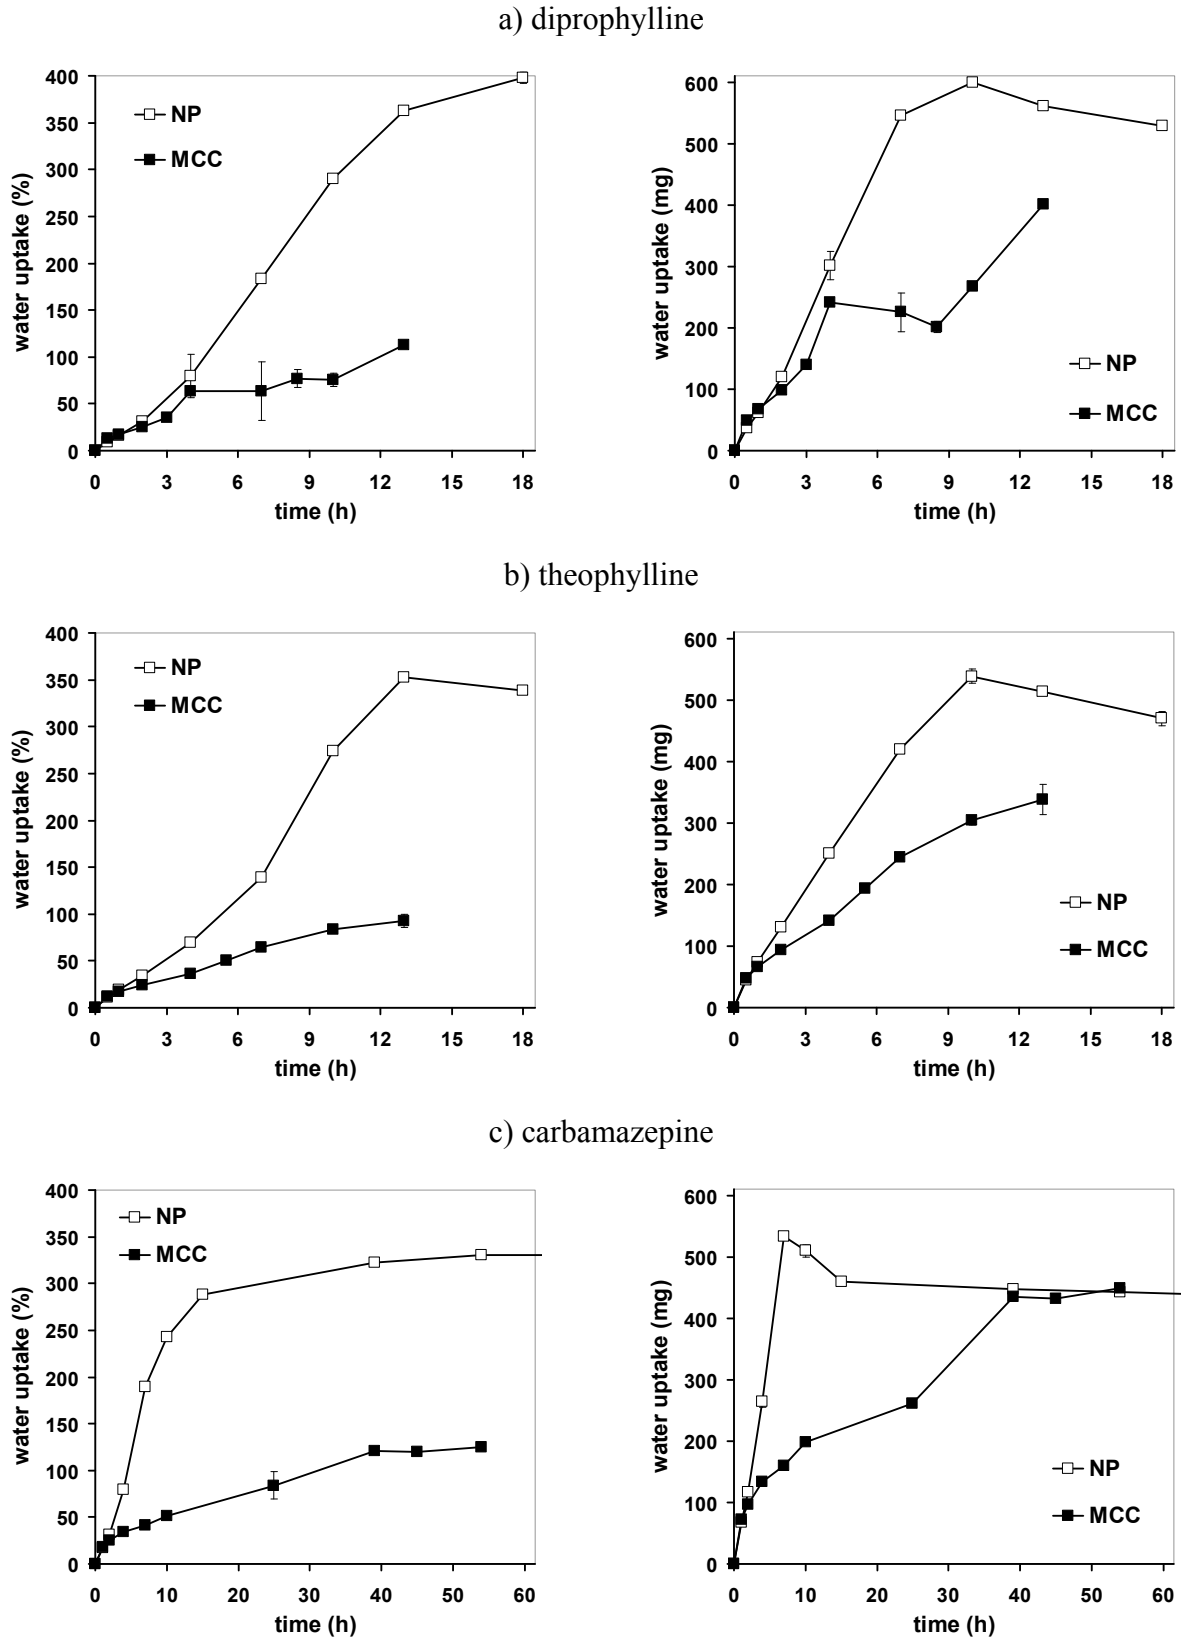 a) diprophylline
400
350
300
250
200
150
100
50
0
water uptake (%)
NP
MCC
0 3 6 9 12 15 18
time (h)
600
500
400
300
200
100
0
water uptake (mg)
NP
MCC
0 3 6 9 12 15 18
time (h)
b) theophylline
400
350
300
250
200
150
100
50
0
water uptake (%)
NP
MCC
0 3 6 9 12 15 18
time (h)
600
500
400
300
200
100
0
water uptake (mg)
NP
MCC
0 3 6 9 12 15 18
time (h)
c) carbamazepine
400
350
300
250
200
150
100
50
0
water uptake (%)
NP
MCC
0 10 20 30 40 50 60
time (h)
600
500
400
300
200
100
0
water uptake (mg)
NP
MCC
0 10 20 30 40 50 60
time (h)